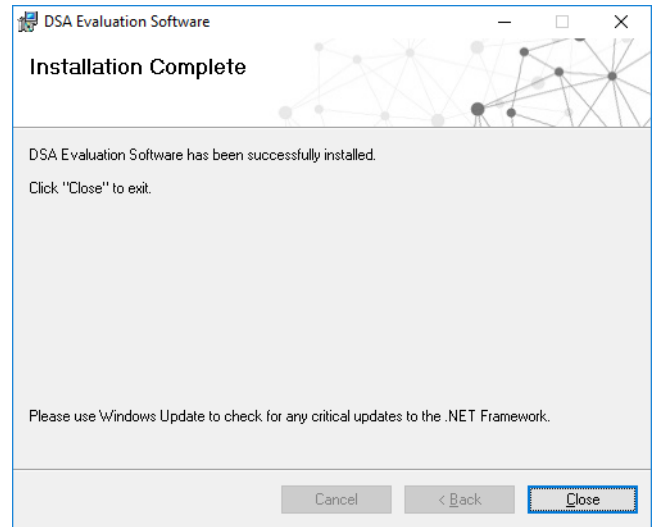 DSA Evaluation Software
Installation Complete
DSA Evaluation Software has been successfully installed.
Click "Close" to exit.
Please use Windows Update to check for any critical updates to the .NET Framework.
Cancel
< Back
Close